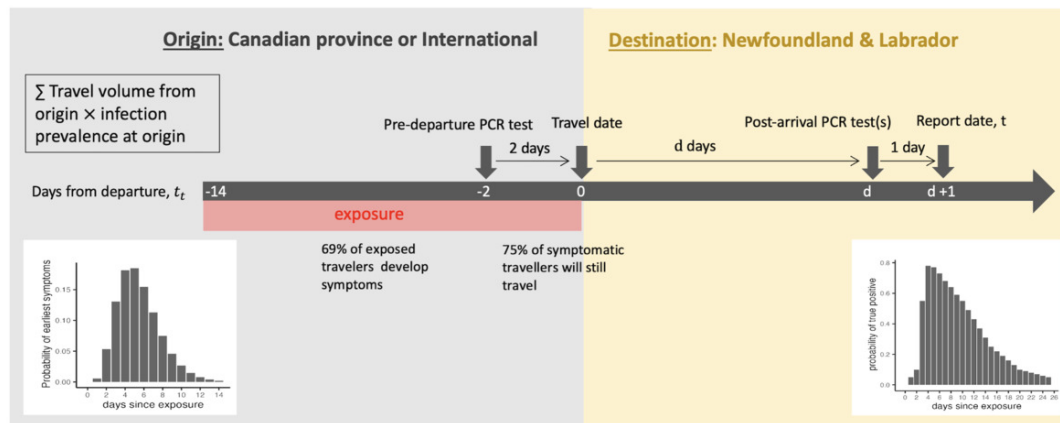 Origin: Canadian province or International
Destination: Newfoundland & Labrador
∑ Travel volume from
origin × infection
prevalence at origin
Pre-departure PCR test
Travel date
Post-arrival PCR test(s)
Report date, t
2 days
d days
1 day
Days from departure, tₜ
-14
-2
0
d
d +1
exposure
69% of exposed
travelers develop
symptoms
75% of symptomatic
travellers will still
travel
Probability of earliest symptoms
0.15
0.10
0.05
0.00
0 2 4 6 8 10 12 14
days since exposure
probability of true positive
0.8
0.6
0.4
0.2
0.0
0 2 4 6 8 10 12 14 16 18 20 22 24 26
days since exposure